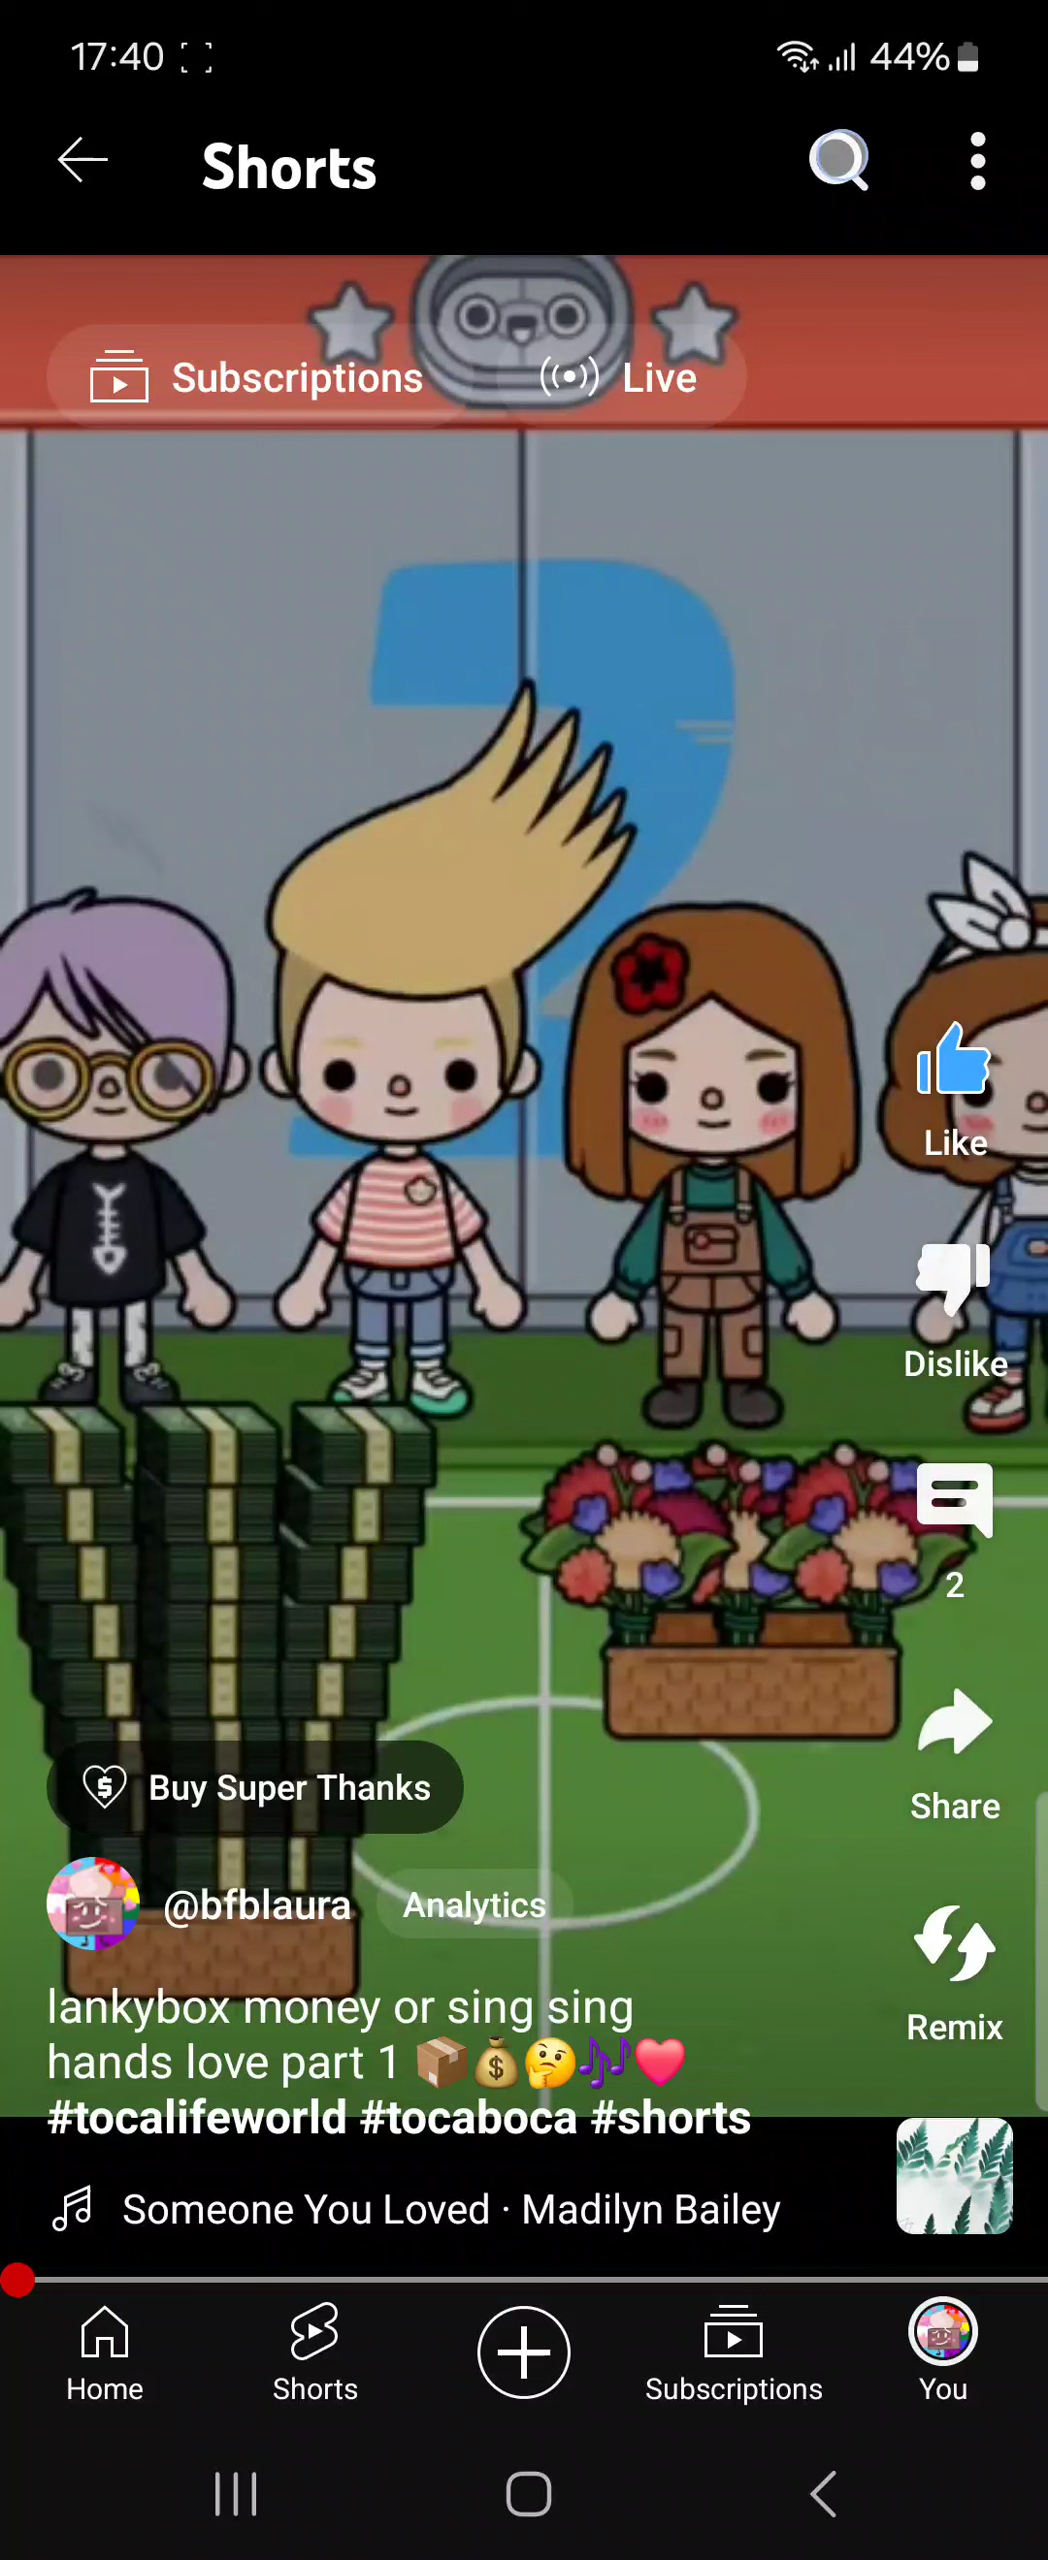 17:40
44%
Shorts
Subscriptions
Live
2
Like
Dislike
2
Buy Super Thanks
Share
@bfblaura
Analytics
lankybox money or sing sing
hands love part 1 📦💰🤔🎶❤️
#tocalifeworld #tocaboca #shorts
Remix
Someone You Loved · Madilyn Bailey
Home
Shorts
Subscriptions
You